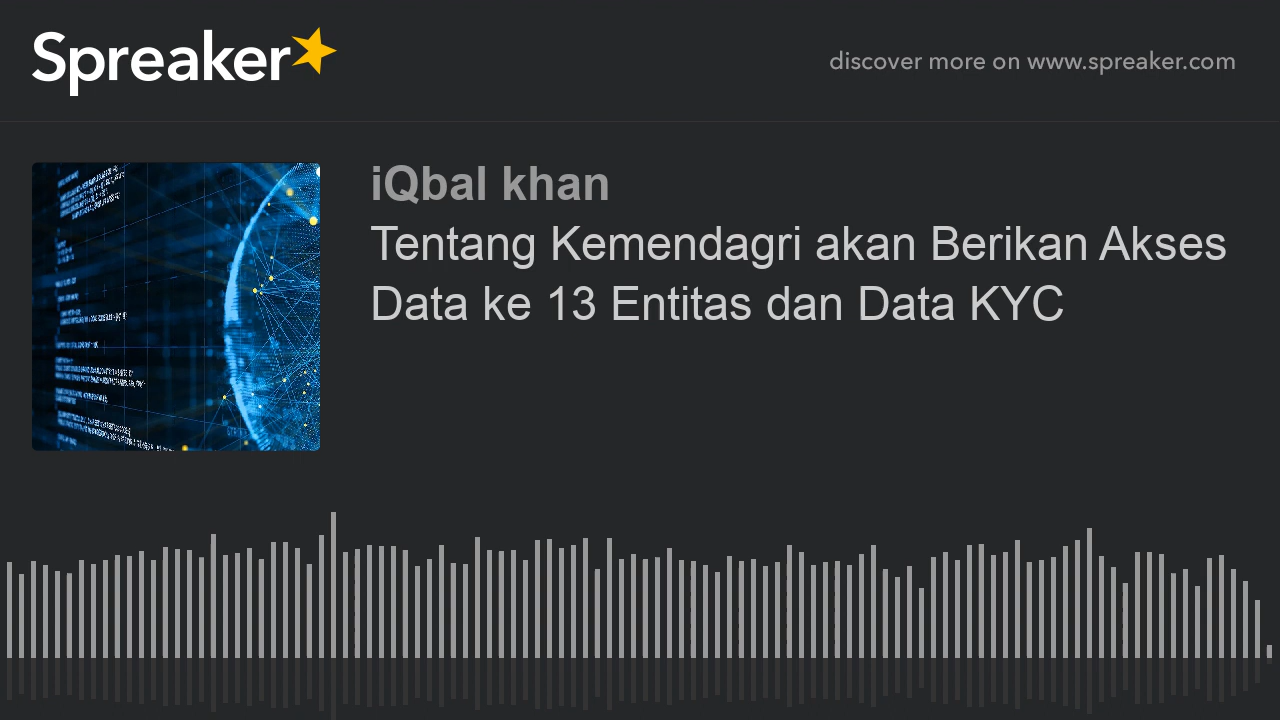 Spreaker
discover more on www.spreaker.com
iQbal khan
Tentang Kemendagri akan Berikan Akses
Data ke 13 Entitas dan Data KYC